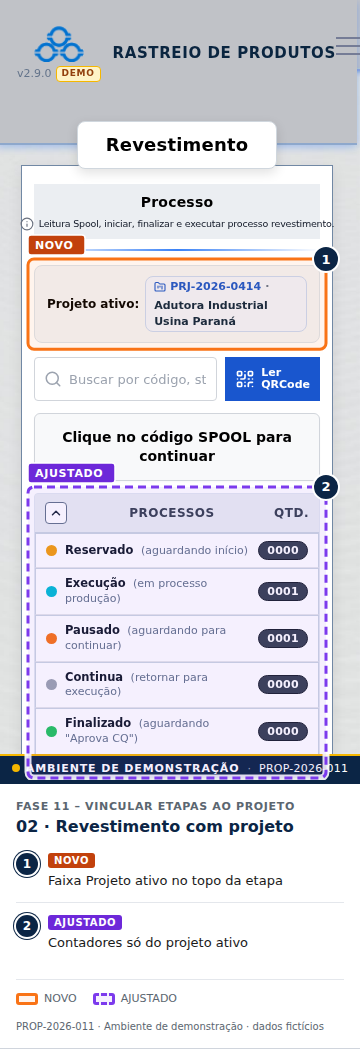 RASTREIO DE PRODUTOS
v2.9.0 DEMO
Revestimento
Processo
Leitura Spool, iniciar, finalizar e executar processo revestimento.
NOVO
1
Projeto ativo:
PRJ-2026-0414 ·
Adutora Industrial
Usina Paraná
Buscar por código, st
Ler
QRCode
Clique no código SPOOL para
continuar
AJUSTADO
2
PROCESSOS QTD.
Reservado (aguardando início) 0000
Execução (em processo
produção) 0001
Pausado (aguardando para
continuar) 0001
Continua (retornar para
execução) 0000
Finalizado (aguardando
"Aprova CQ") 0000
AMBIENTE DE DEMONSTRAÇÃO · PROP-2026-011
FASE 11 – VINCULAR ETAPAS AO PROJETO
02 · Revestimento com projeto
1 NOVO
Faixa Projeto ativo no topo da etapa
2 AJUSTADO
Contadores só do projeto ativo
NOVO AJUSTADO
PROP-2026-011 · Ambiente de demonstração · dados fictícios